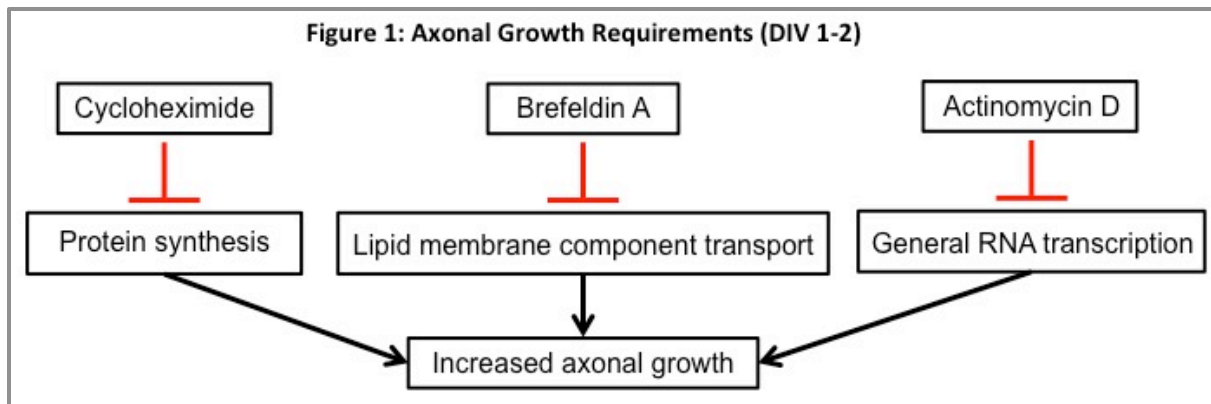 Figure 1: Axonal Growth Requirements (DIV 1-2)
Cycloheximide
Brefeldin A
Actinomycin D
Protein synthesis
Lipid membrane component transport
General RNA transcription
Increased axonal growth